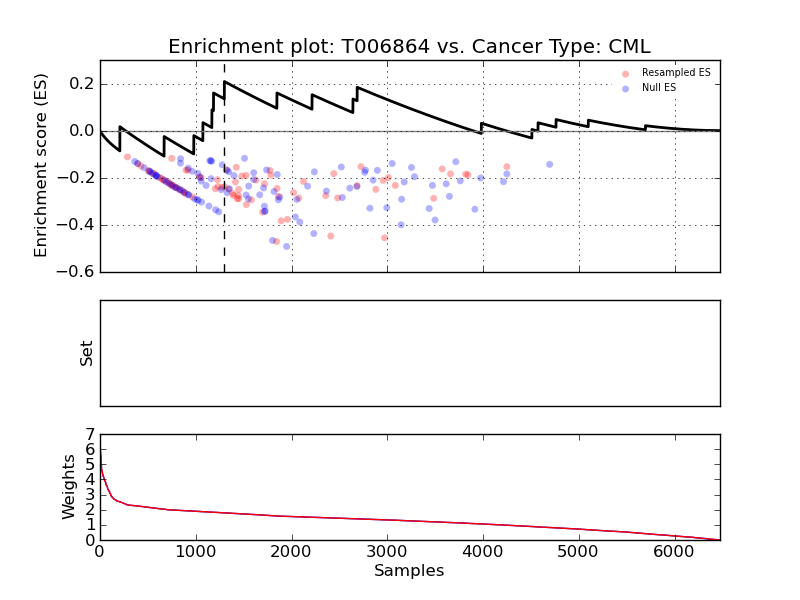 Enrichment plot: T006864 vs. Cancer Type: CML
Enrichment score (ES)
0.2
0.0
−0.2
−0.4
−0.6
Resampled ES
Null ES
Set
Weights
7
6
5
4
3
2
1
0
0 1000 2000 3000 4000 5000 6000
Samples